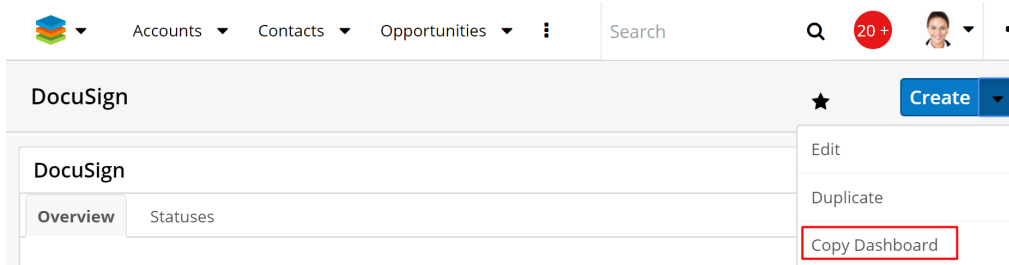 Accounts Contacts Opportunities Search 20 +
DocuSign Create
Edit
DocuSign
Duplicate
Overview Statuses
Copy Dashboard